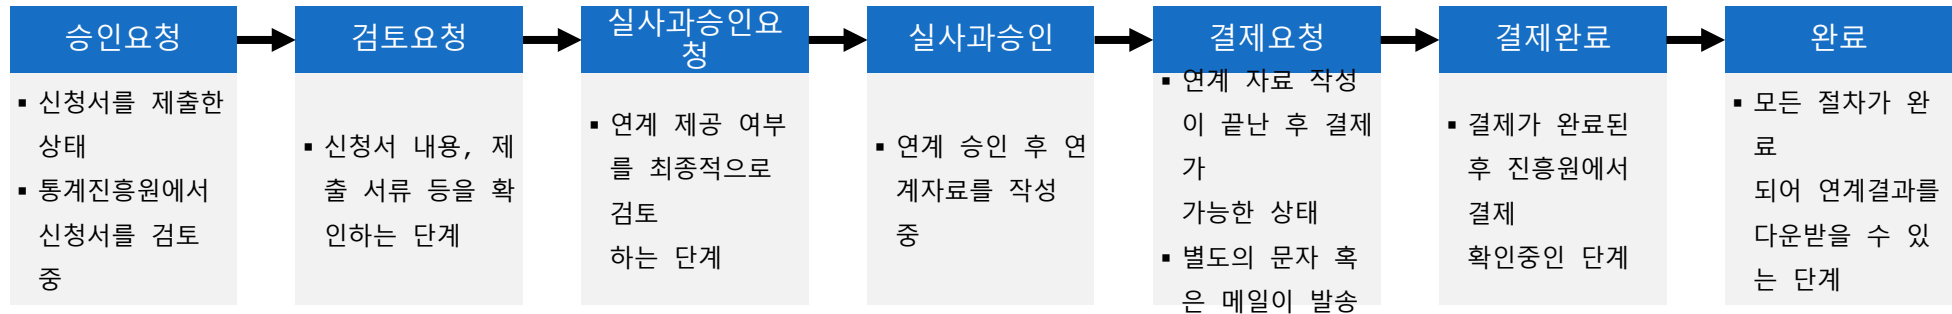 승인요청
▪ 신청서를 제출한
상태
▪ 통계진흥원에서
신청서를 검토
중
검토요청
▪ 신청서 내용, 제
출 서류 등을 확
인하는 단계
실사과승인요
청
▪ 연계 제공 여부
를 최종적으로
검토
하는 단계
실사과승인
▪ 연계 승인 후 연
계자료를 작성
중
결제요청
▪ 연계 자료 작성
이 끝난 후 결제
가
가능한 상태
▪ 별도의 문자 혹
은 메일이 발송
결제완료
▪ 결제가 완료된
후 진흥원에서
결제
확인중인 단계
완료
▪ 모든 절차가 완
료
되어 연계결과를
다운받을 수 있
는 단계